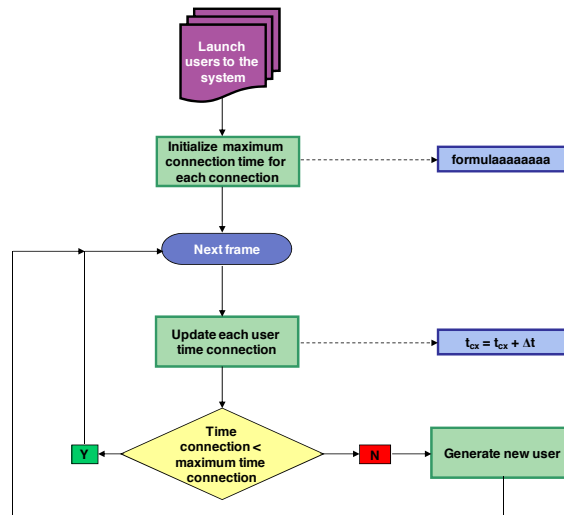 Launch
users to the
system
Initialize maximum
connection time for
each connection
formulaaaaaaaa
Next frame
Update each user
time connection
tcx = tcx + Δt
Time
connection <
maximum time
connection
Y
N
Generate new user